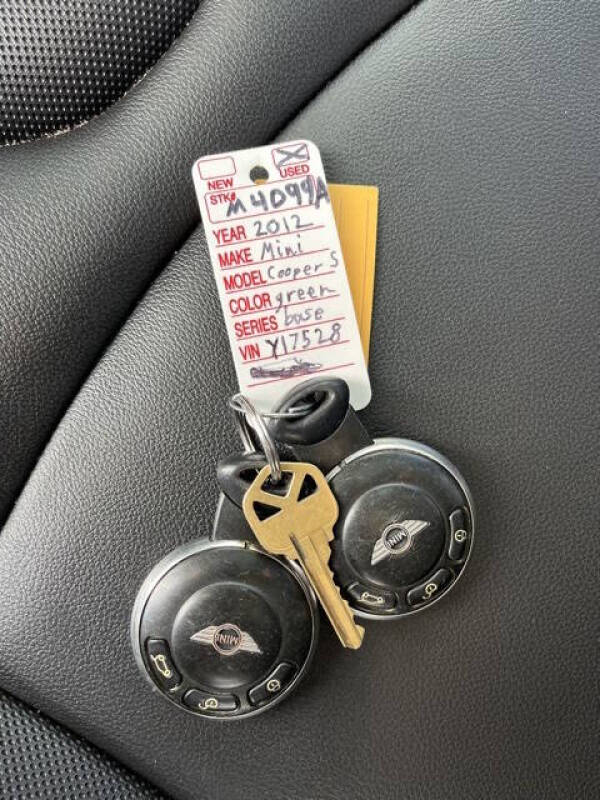 NEW USED
STK# M4099A
YEAR 2012
MAKE Mini
MODEL Cooper S
COLOR green
SERIES base
VIN Y17528
MINI
MINI